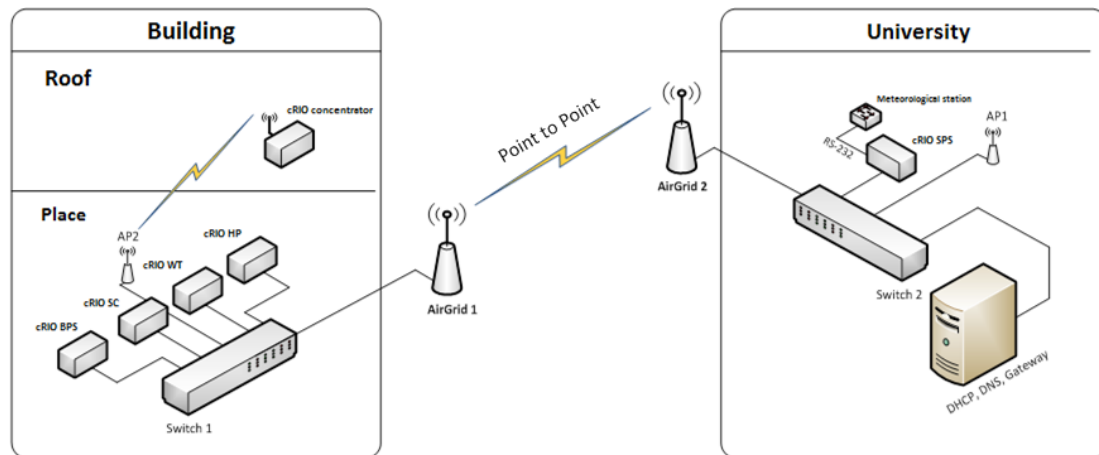 Building
Roof
cRIO concentrator
Place
AP2
cRIO HP
cRIO WT
cRIO SC
cRIO BPS
Switch 1
AirGrid 1
Point to Point
AirGrid 2
University
Meteorological station
RS-232
cRIO SPS
AP1
Switch 2
DHCP, DNS, Gateway